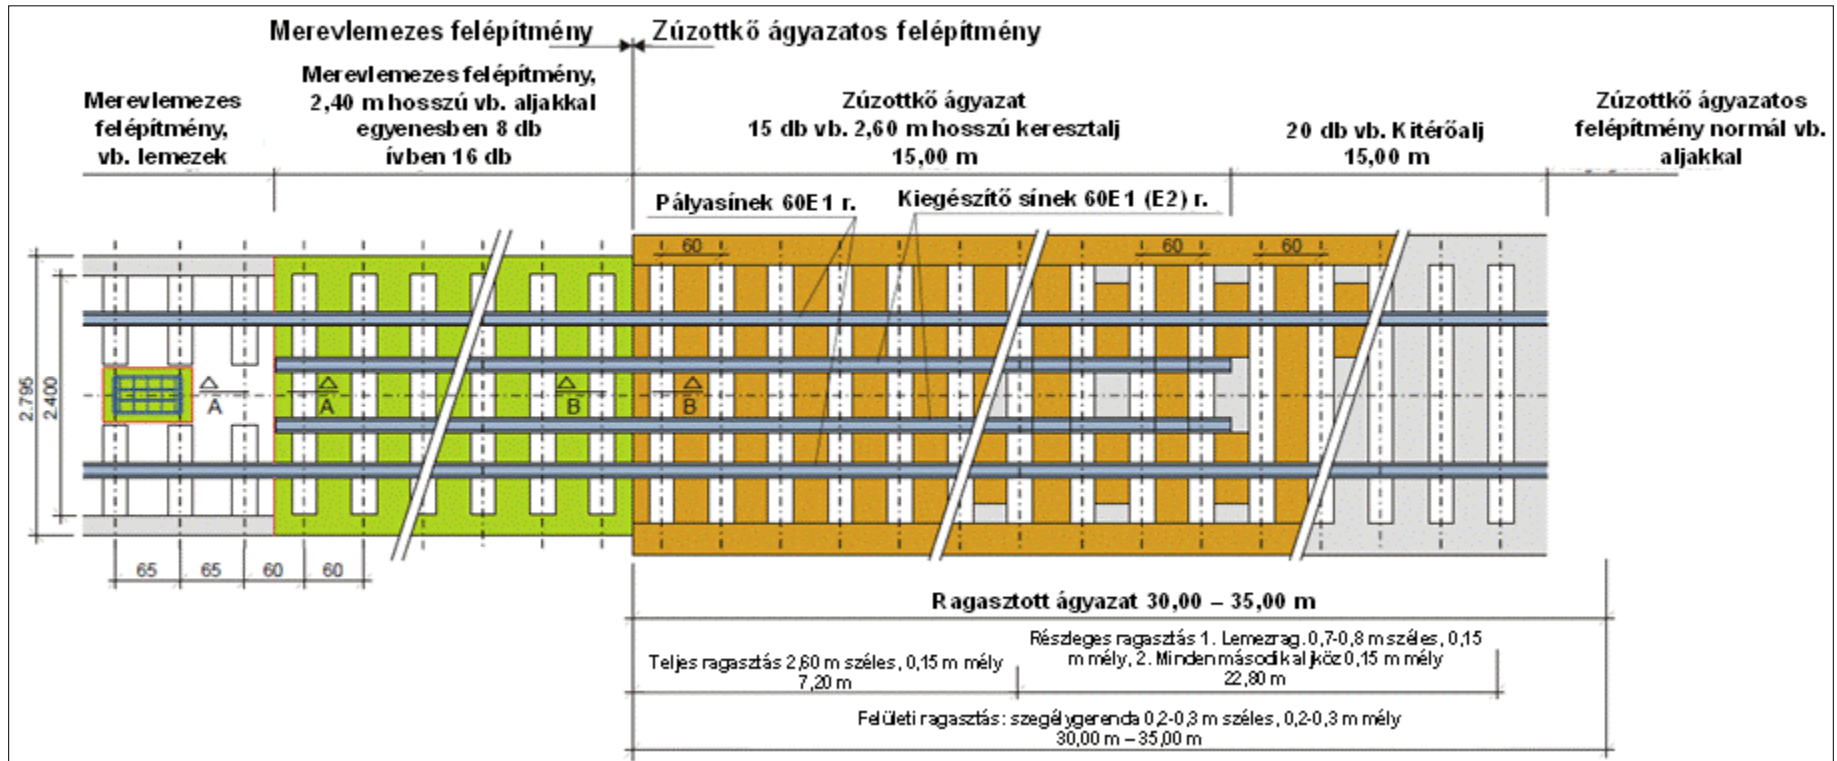 Merevlemezes felépítmény
Zúzottkő ágyazatos felépítmény
Merevlemezes
felépítmény,
vb. lemezek
Merevlemezes felépítmény,
2,40 m hosszú vb. aljakkal
egyenesben 8 db
ívben 16 db
Zúzottkő ágyazat
15 db vb. 2,60 m hosszú keresztalj
15,00 m
20 db vb. Kitérőalj
15,00 m
Zúzottkő ágyazatos
felépítmény normál vb.
aljakkal
Pályasínek 60E1 r.
Kiegészítő sínek 60E1 (E2) r.
60
60
60
2.795
2.400
A
A
B
B
65
65
60
60
Ragasztott ágyazat 30,00 – 35,00 m
Teljes ragasztás 2,60 m széles, 0,15 m mély
7,20 m
Részleges ragasztás 1. Lemezrag. 0,7-0,8 m széles, 0,15
m mély, 2. Minden második aljköz 0,15 m mély
22,80 m
Felületi ragasztás: szegélygerenda 0,2-0,3 m széles, 0,2-0,3 m mély
30,00 m – 35,00 m